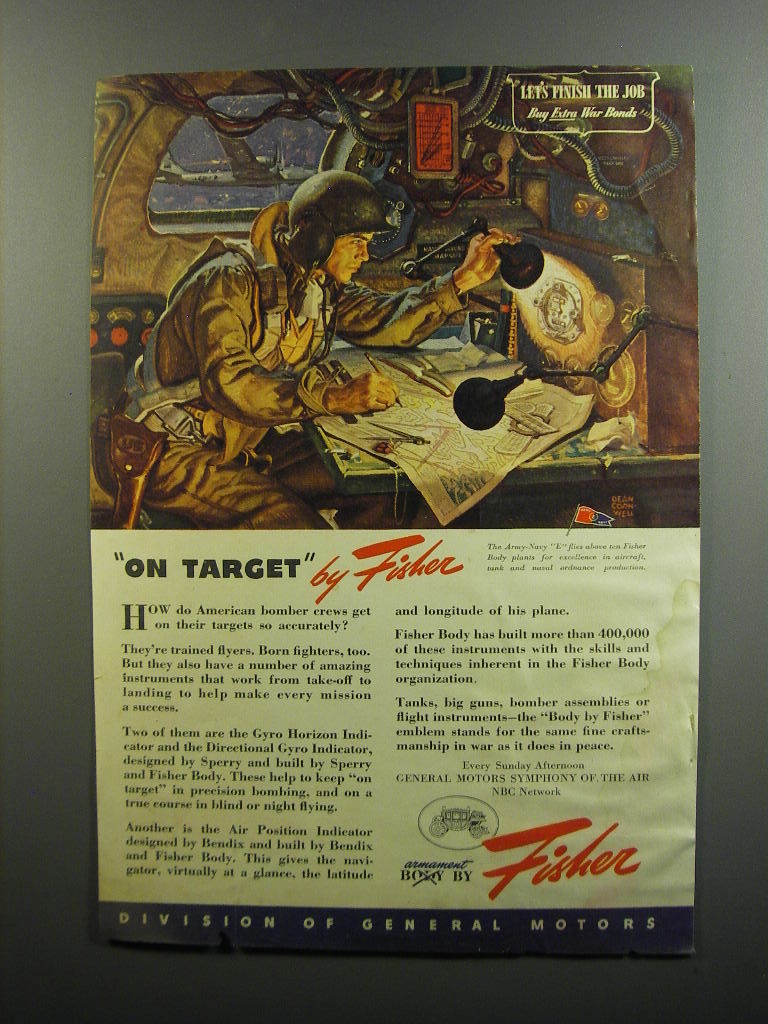 LET'S FINISH THE JOB
Buy Extra War Bonds
DEAN
CORN
WELL
"ON TARGET" by Fisher
The Army-Navy "E" flies above ten Fisher
Body plants for excellence in aircraft,
tank and naval ordnance production.
HOW do American bomber crews get
on their targets so accurately?
They're trained flyers. Born fighters, too.
But they also have a number of amazing
instruments that work from take-off to
landing to help make every mission
a success.
Two of them are the Gyro Horizon Indi-
cator and the Directional Gyro Indicator,
designed by Sperry and built by Sperry
and Fisher Body. These help to keep "on
target" in precision bombing, and on a
true course in blind or night flying.
Another is the Air Position Indicator
designed by Bendix and built by Bendix
and Fisher Body. This gives the navi-
gator, virtually at a glance, the latitude
and longitude of his plane.
Fisher Body has built more than 400,000
of these instruments with the skills and
techniques inherent in the Fisher Body
organization.
Tanks, big guns, bomber assemblies or
flight instruments—the "Body by Fisher"
emblem stands for the same fine crafts-
manship in war as it does in peace.
Every Sunday Afternoon
GENERAL MOTORS SYMPHONY OF THE AIR
NBC Network
armament
BODY BY Fisher
DIVISION OF GENERAL MOTORS